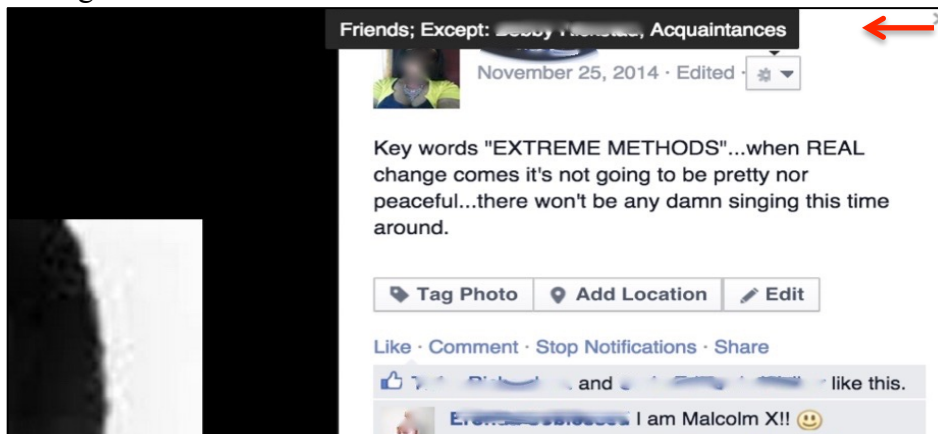 Friends; Except: Acquaintances
November 25, 2014 · Edited ·
Key words "EXTREME METHODS"...when REAL
change comes it's not going to be pretty nor
peaceful...there won't be any damn singing this time
around.
Tag Photo Add Location Edit
Like · Comment · Stop Notifications · Share
and like this.
I am Malcolm X!!